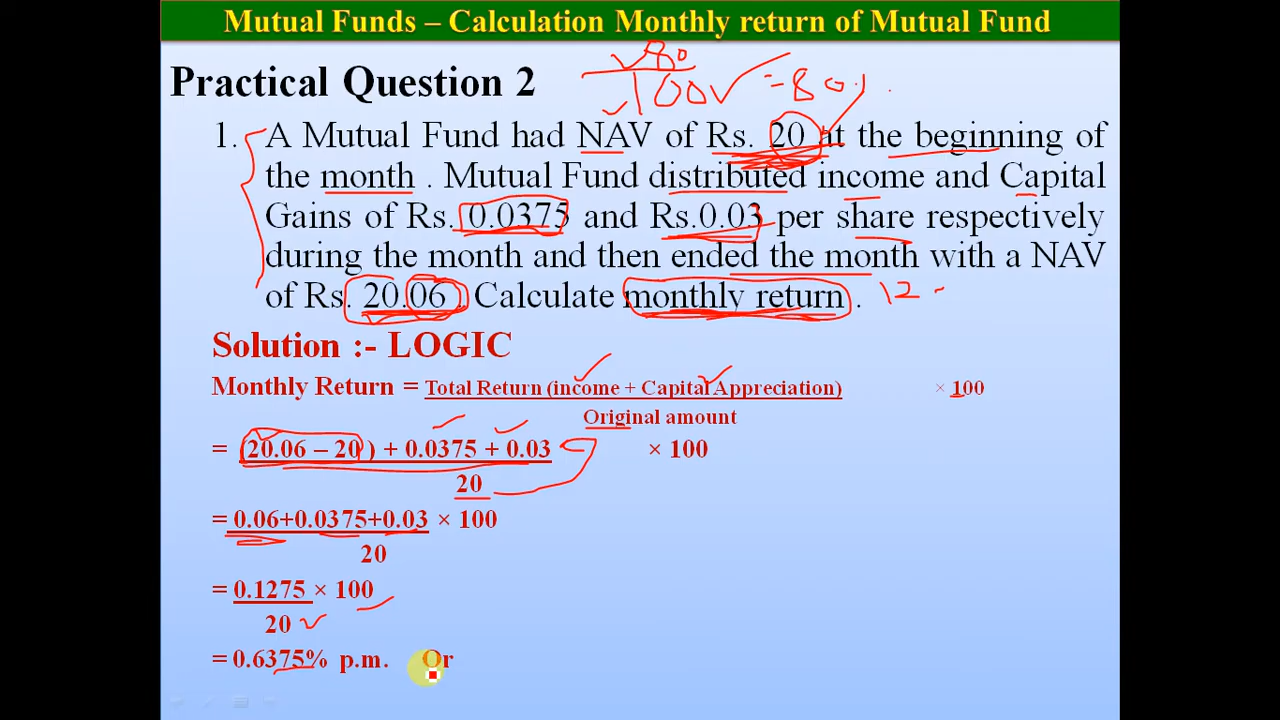 Mutual Funds – Calculation Monthly return of Mutual Fund
Practical Question 2
80
100 = 80%
1. A Mutual Fund had NAV of Rs. 20 at the beginning of
the month . Mutual Fund distributed income and Capital
Gains of Rs. 0.0375 and Rs.0.03 per share respectively
during the month and then ended the month with a NAV
of Rs. 20.06 . Calculate monthly return . 12
Solution :- LOGIC
Monthly Return = Total Return (income + Capital Appreciation) × 100
Original amount
= (20.06 – 20 ) + 0.0375 + 0.03 × 100
20
= 0.06+0.0375+0.03 × 100
20
= 0.1275 × 100
20
= 0.6375% p.m. Or